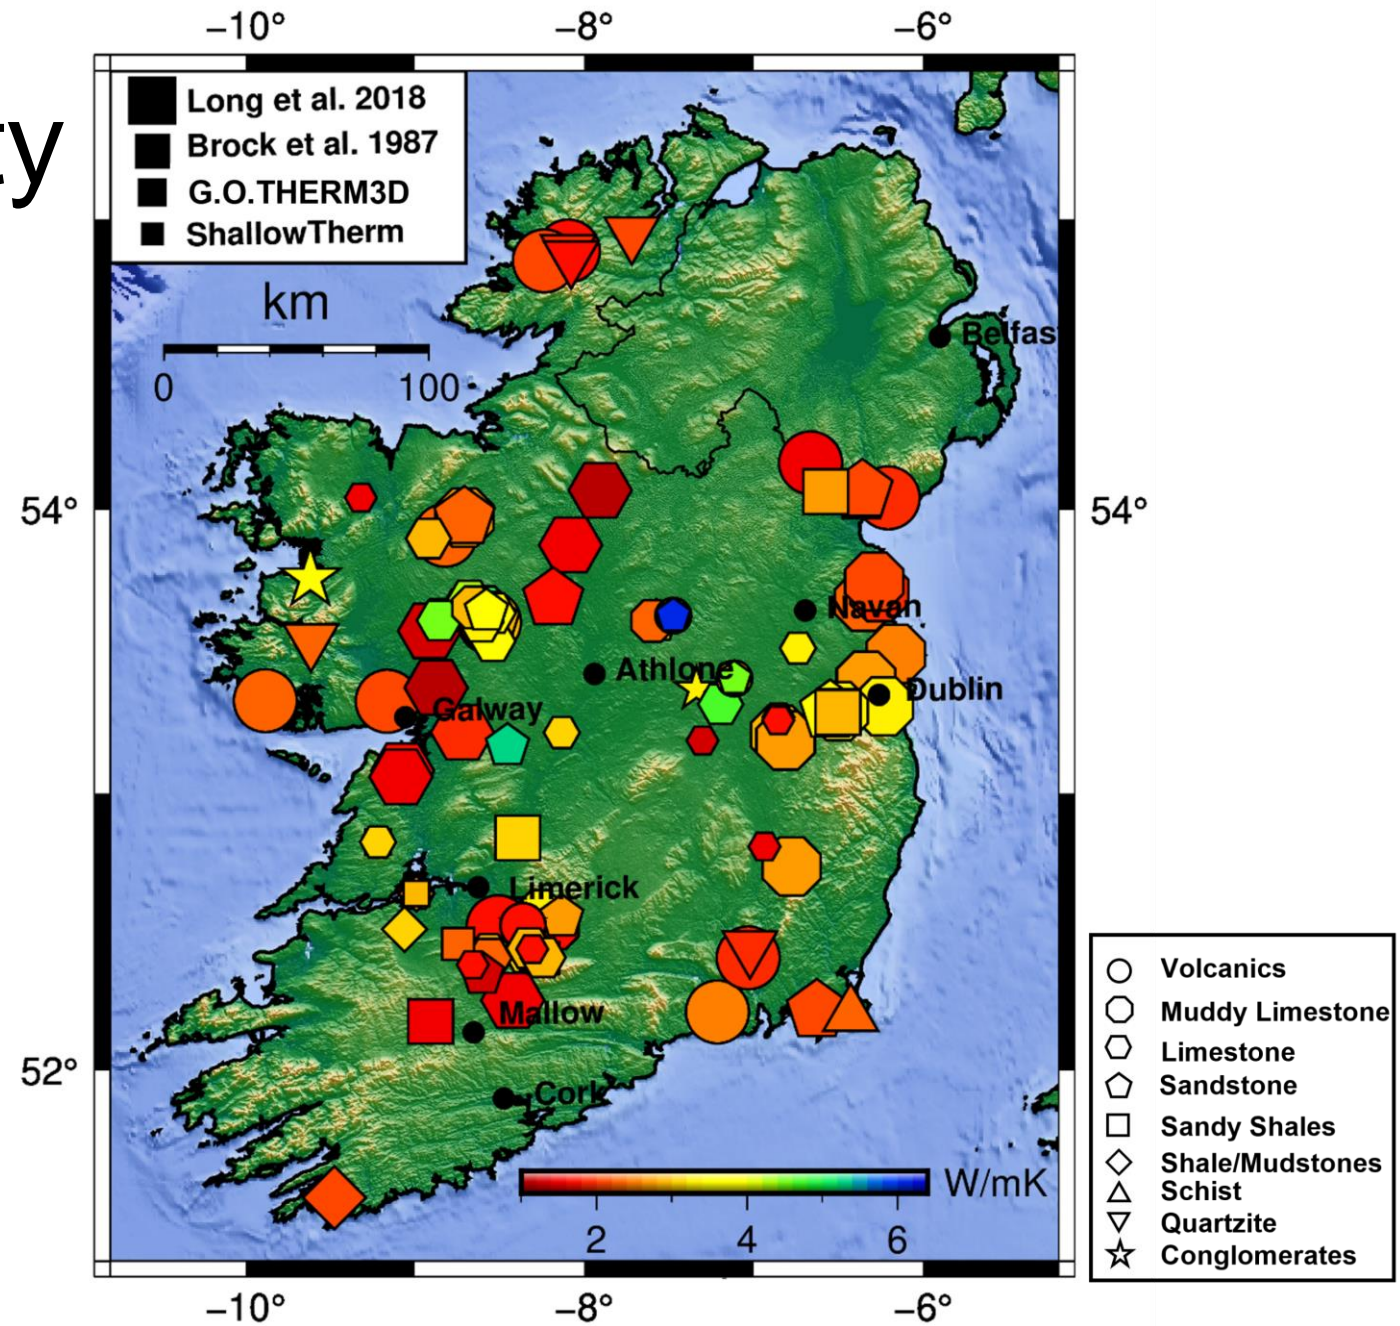 −10°
−8°
−6°
ty
Long et al. 2018
Brock et al. 1987
G.O.THERM3D
ShallowTherm
km
0
100
Belfas
54°
54°
Navan
Athlone
Dublin
Galway
Limerick
Mallow
52°
Cork
W/mK
2
4
6
Volcanics
Muddy Limestone
Limestone
Sandstone
Sandy Shales
Shale/Mudstones
Schist
Quartzite
Conglomerates
−10°
−8°
−6°